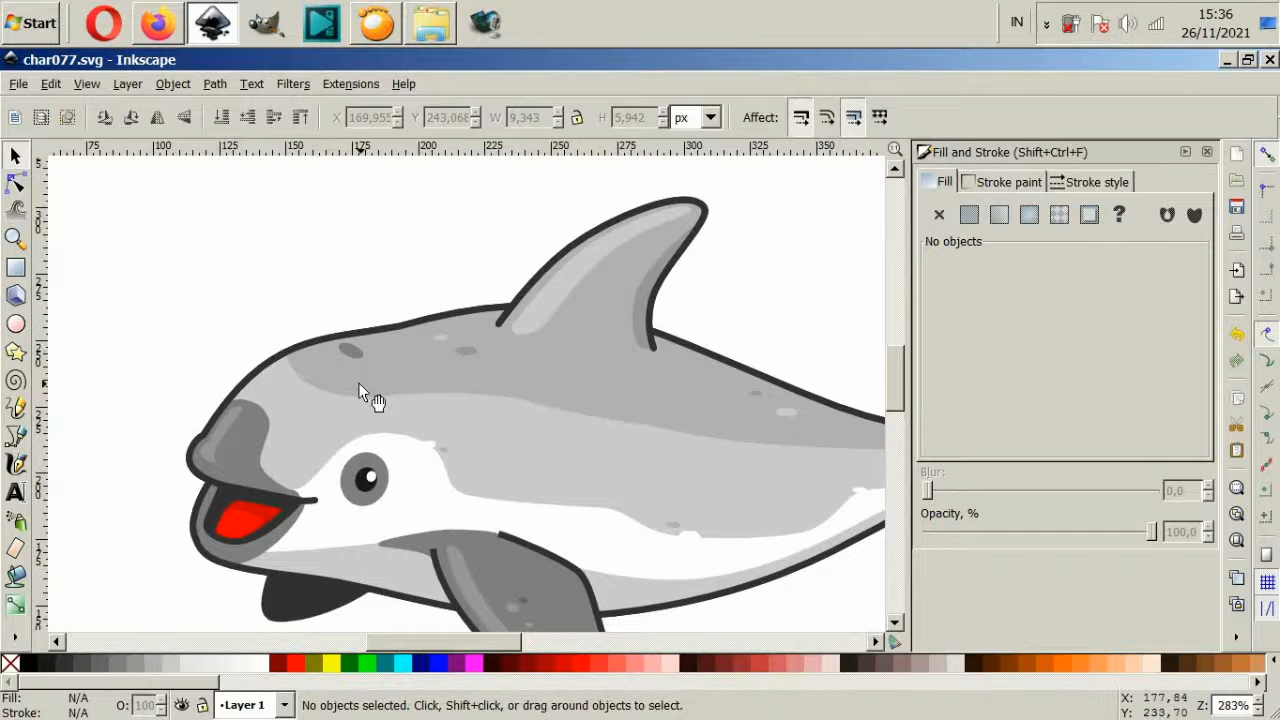 Start
IN
15:36
26/11/2021
char077.svg - Inkscape
File Edit View Layer Object Path Filters Text Extensions Help
X 169,955 Y 243,068 W 9,343 H 5,942 px Affect:
75 100 125 150 175 200 225 250 275 300 325 350
Fill and Stroke (Shift+Ctrl+F)
Fill Stroke paint Stroke style
No objects
Blur: 0,0
Opacity, % 100,0
Fill: N/A
Stroke: N/A
O: 100
Layer 1
No objects selected. Click, Shift+click, or drag around objects to select.
X: 177,84
Y: 233,70
Z: 283%